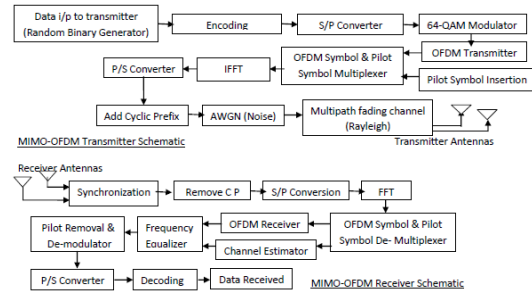 Data i/p to transmitter
(Random Binary Generator)
Encoding
S/P Converter
64-QAM Modulator
OFDM Transmitter
Pilot Symbol Insertion
OFDM Symbol & Pilot
Symbol Multiplexer
IFFT
P/S Converter
Add Cyclic Prefix
AWGN (Noise)
Multipath fading channel
(Rayleigh)
Transmitter Antennas
MIMO-OFDM Transmitter Schematic
Receiver Antennas
Synchronization
Remove C P
S/P Conversion
FFT
OFDM Symbol & Pilot
Symbol De- Multiplexer
OFDM Receiver
Channel Estimator
Frequency
Equalizer
Pilot Removal &
De-modulator
P/S Converter
Decoding
Data Received
MIMO-OFDM Receiver Schematic